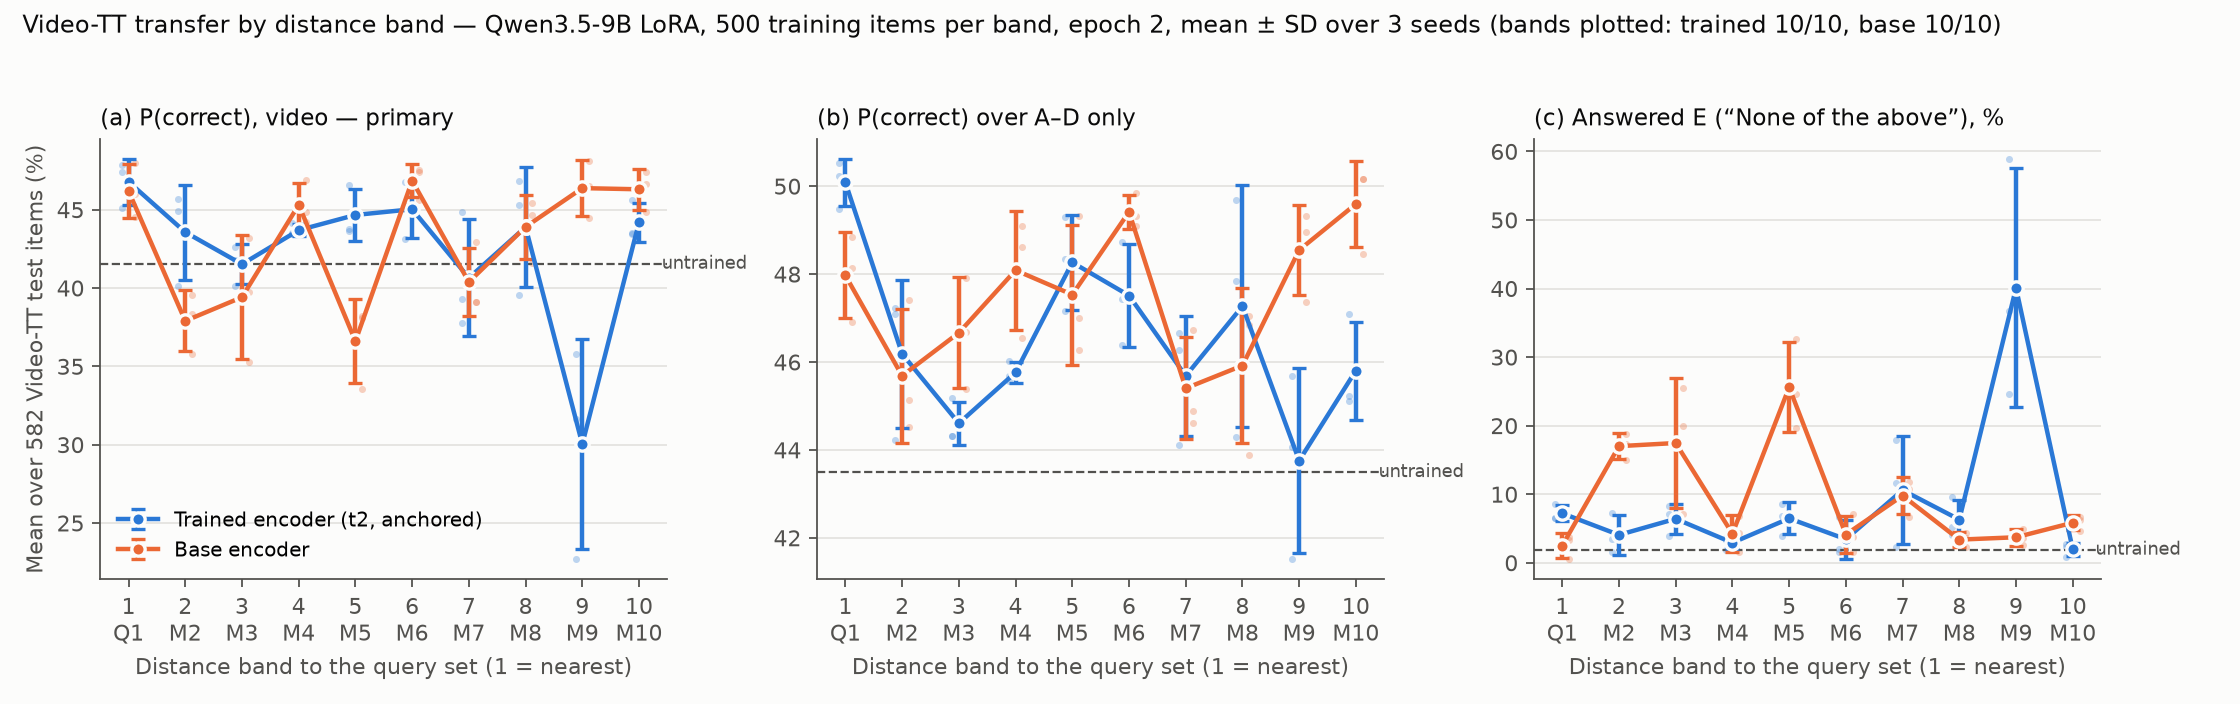 Video-TT transfer by distance band — Qwen3.5-9B LoRA, 500 training items per band, epoch 2, mean ± SD over 3 seeds (bands plotted: trained 10/10, base 10/10)
(a) P(correct), video — primary
Mean over 582 Video-TT test items (%)
45
40
35
30
25
untrained
Trained encoder (t2, anchored)
Base encoder
1 2 3 4 5 6 7 8 9 10
Q1 M2 M3 M4 M5 M6 M7 M8 M9 M10
Distance band to the query set (1 = nearest)
(b) P(correct) over A–D only
50
48
46
44
42
untrained
1 2 3 4 5 6 7 8 9 10
Q1 M2 M3 M4 M5 M6 M7 M8 M9 M10
Distance band to the query set (1 = nearest)
(c) Answered E (“None of the above”), %
60
50
40
30
20
10
0
untrained
1 2 3 4 5 6 7 8 9 10
Q1 M2 M3 M4 M5 M6 M7 M8 M9 M10
Distance band to the query set (1 = nearest)